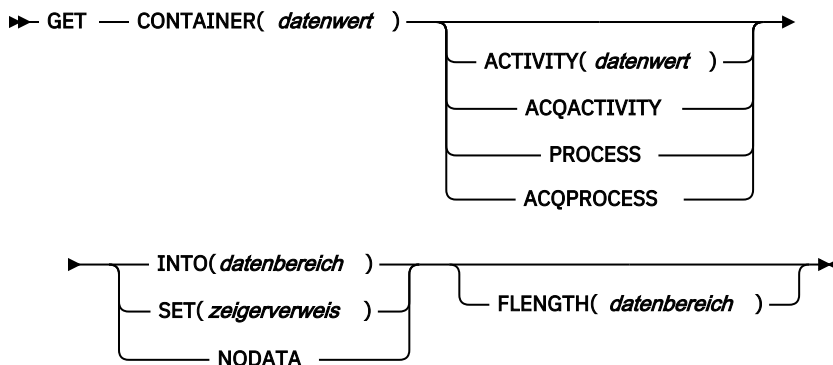 GET CONTAINER( datenwert )
ACTIVITY( datenwert )
ACQACTIVITY
PROCESS
ACQPROCESS
INTO( datenbereich )
SET( zeigerverweis )
NODATA
FLENGTH( datenbereich )